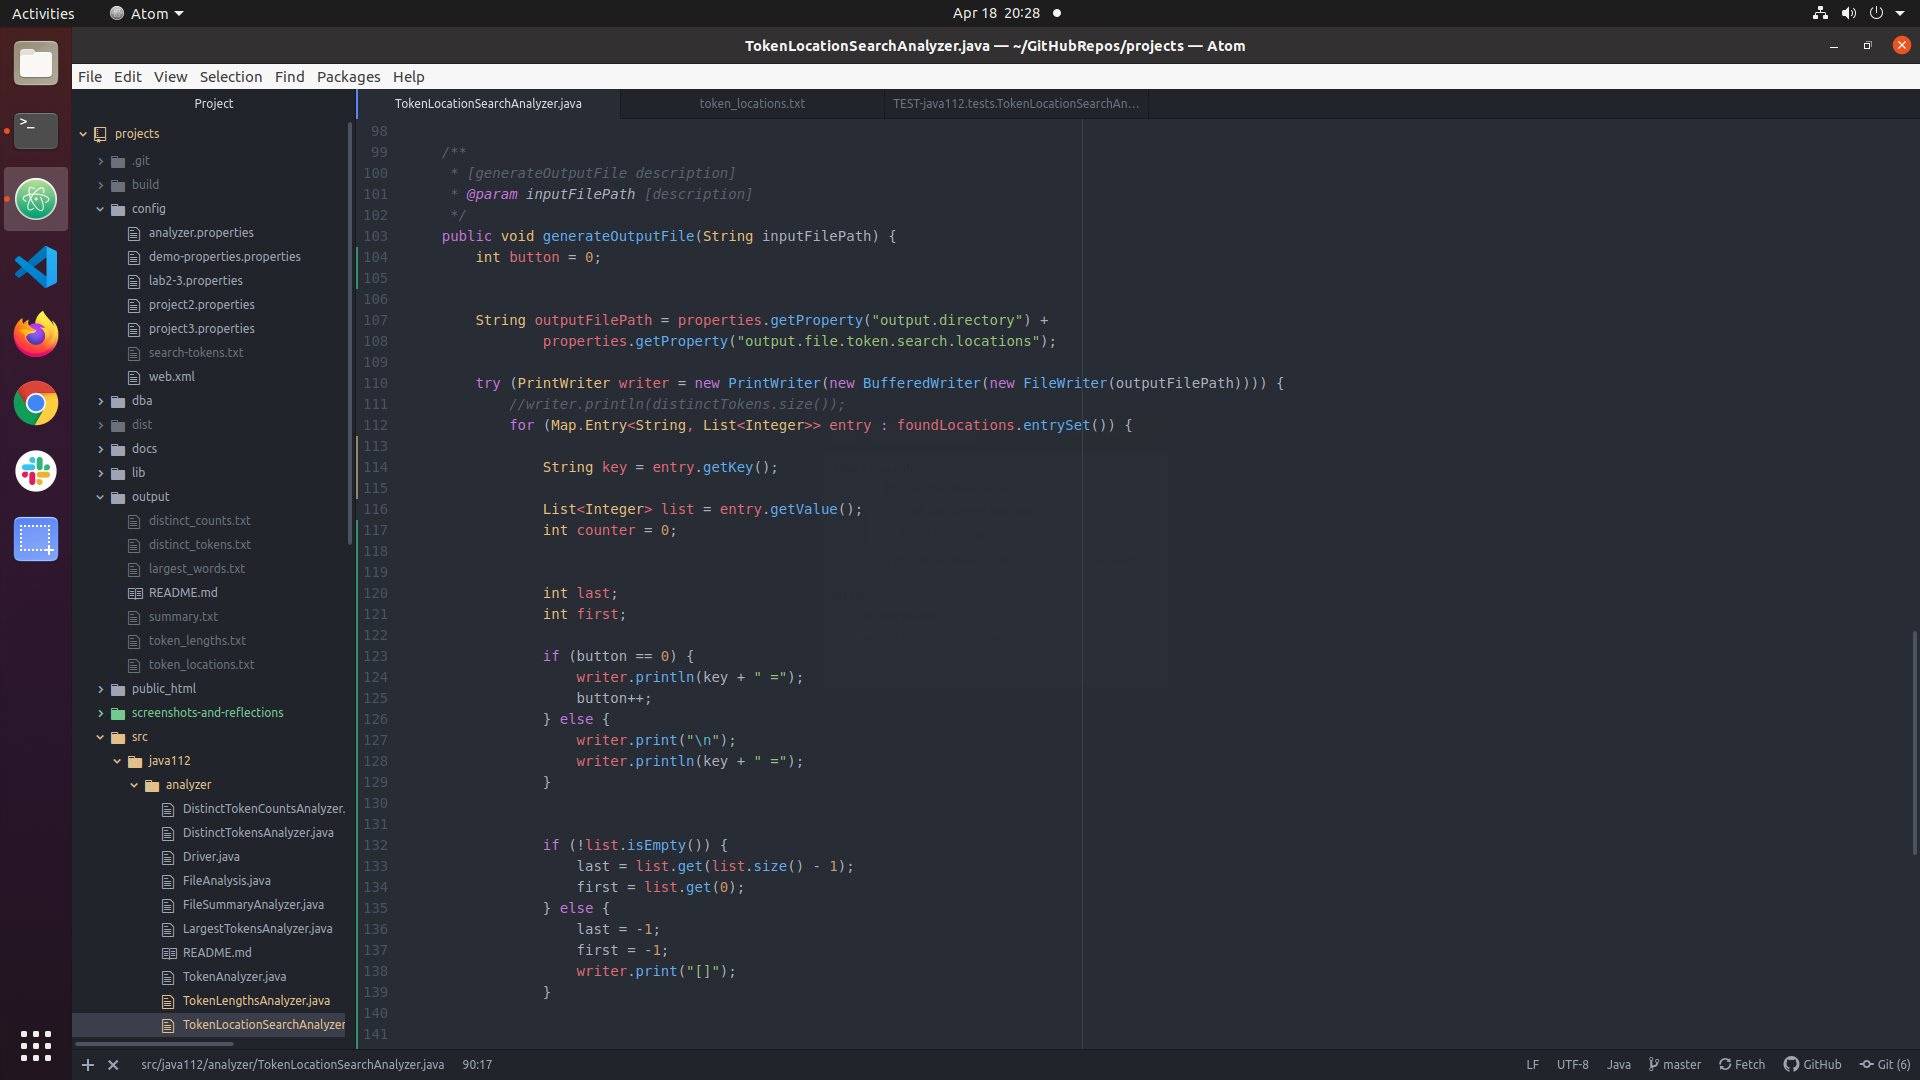 Activities
Atom
Apr 18 20:28
TokenLocationSearchAnalyzer.java — ~/GitHubRepos/projects — Atom
File Edit View Selection Find Packages Help
Project
projects
.git
build
config
analyzer.properties
demo-properties.properties
lab2-3.properties
project2.properties
project3.properties
search-tokens.txt
web.xml
dba
dist
docs
lib
output
distinct_counts.txt
distinct_tokens.txt
largest_words.txt
README.md
summary.txt
token_lengths.txt
token_locations.txt
public_html
screenshots-and-reflections
src
java112
analyzer
DistinctTokenCountsAnalyzer.
DistinctTokensAnalyzer.java
Driver.java
FileAnalysis.java
FileSummaryAnalyzer.java
LargestTokensAnalyzer.java
README.md
TokenAnalyzer.java
TokenLengthsAnalyzer.java
TokenLocationSearchAnalyzer
TokenLocationSearchAnalyzer.java token_locations.txt TEST-java112.tests.TokenLocationSearchAn...
98
99 /**
100 * [generateOutputFile description]
101 * @param inputFilePath [description]
102 */
103 public void generateOutputFile(String inputFilePath) {
104 int button = 0;
105
106
107 String outputFilePath = properties.getProperty("output.directory") +
108 properties.getProperty("output.file.token.search.locations");
109
110 try (PrintWriter writer = new PrintWriter(new BufferedWriter(new FileWriter(outputFilePath)))) {
111 //writer.println(distinctTokens.size());
112 for (Map.Entry<String, List<Integer>> entry : foundLocations.entrySet()) {
113
114 String key = entry.getKey();
115
116 List<Integer> list = entry.getValue();
117 int counter = 0;
118
119
120 int last;
121 int first;
122
123 if (button == 0) {
124 writer.println(key + " =");
125 button++;
126 } else {
127 writer.print("\n");
128 writer.println(key + " =");
129 }
130
131
132 if (!list.isEmpty()) {
133 last = list.get(list.size() - 1);
134 first = list.get(0);
135 } else {
136 last = -1;
137 first = -1;
138 writer.print("[]");
139 }
140
141
src/java112/analyzer/TokenLocationSearchAnalyzer.java 90:17
LF UTF-8 Java master Fetch GitHub Git (6)